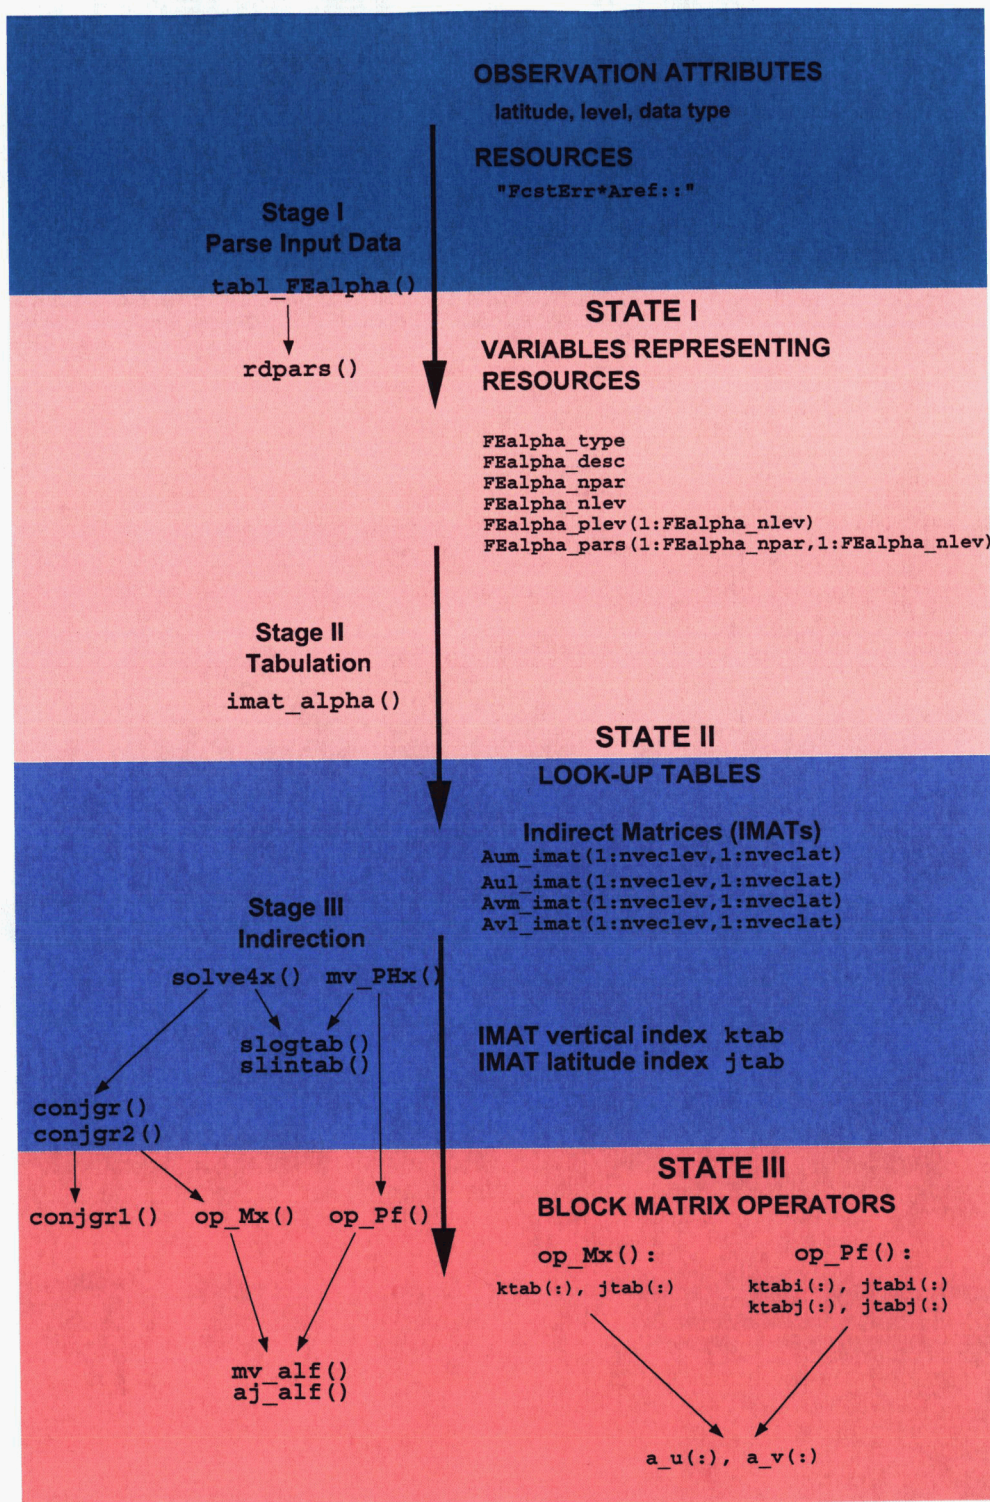 OBSERVATION ATTRIBUTES
latitude, level, data type
RESOURCES
"FcstErr*Aref::"
Stage I
Parse Input Data
tabl_FEalpha()
rdpars()
STATE I
VARIABLES REPRESENTING
RESOURCES
FEalpha_type
FEalpha_desc
FEalpha_npar
FEalpha_nlev
FEalpha_plev(1:FEalpha_nlev)
FEalpha_pars(1:FEalpha_npar,1:FEalpha_nlev)
Stage II
Tabulation
imat_alpha()
STATE II
LOOK-UP TABLES
Indirect Matrices (IMATs)
Aum_imat(1:nveclev,1:nveclat)
Aul_imat(1:nveclev,1:nveclat)
Avm_imat(1:nveclev,1:nveclat)
Avl_imat(1:nveclev,1:nveclat)
Stage III
Indirection
solve4x() mv_PHx()
slogtab()
slintab()
IMAT vertical index ktab
IMAT latitude index jtab
conjgr()
conjgr2()
conjgr1() op_Mx() op_Pf()
mv_alf()
aj_alf()
STATE III
BLOCK MATRIX OPERATORS
op_Mx(): op_Pf():
ktab(:), jtab(:) ktabi(:), jtabi(:)
ktabj(:), jtabj(:)
a_u(:), a_v(:)